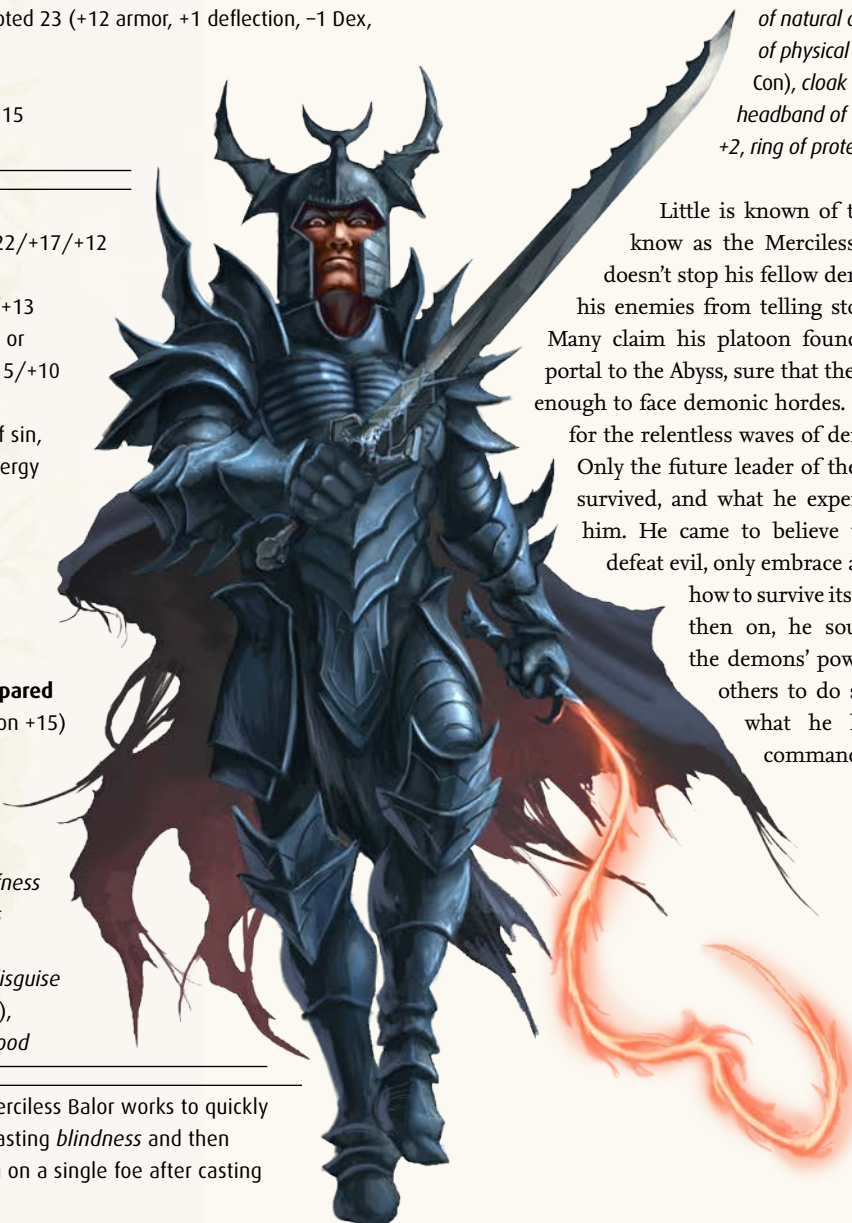 oted 23 (+12 armor, +1 deflection, –1 Dex,
15
22/+17/+12
+13
or
5/+10
f sin,
ergy
pared
on +15)
ness
isguise
),
ood
erciless Balor works to quickly
asting blindness and then
on a single foe after casting
of natural
of physical
Con), cloak
headband of
+2, ring of prote
Little is known of t
know as the Merciless
doesn't stop his fellow der
his enemies from telling sto
Many claim his platoon found
portal to the Abyss, sure that the
enough to face demonic hordes.
for the relentless waves of der
Only the future leader of the
survived, and what he exper
him. He came to believe
defeat evil, only embrace a
how to survive its
then on, he sou
the demons' pow
others to do s
what he
command